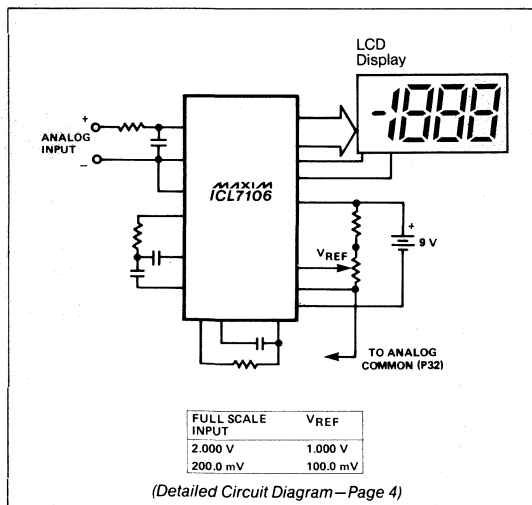 LCD
Display
+
ANALOG
INPUT
–
MAXIM
ICL7106
-1888
VREF
+
9 V
TO ANALOG
COMMON (P32)
FULL SCALE INPUT VREF
2.000 V 1.000 V
200.0 mV 100.0 mV
(Detailed Circuit Diagram—Page 4)